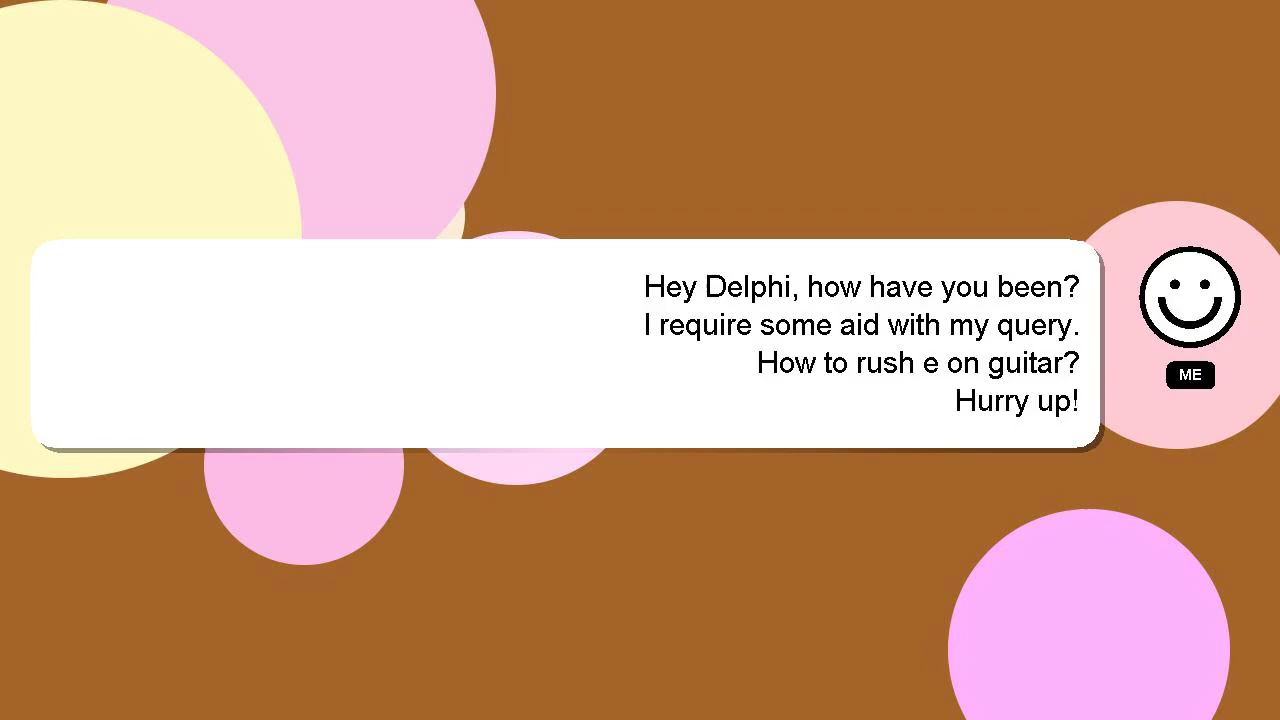 Hey Delphi, how have you been?
I require some aid with my query.
How to rush e on guitar?
Hurry up!
ME